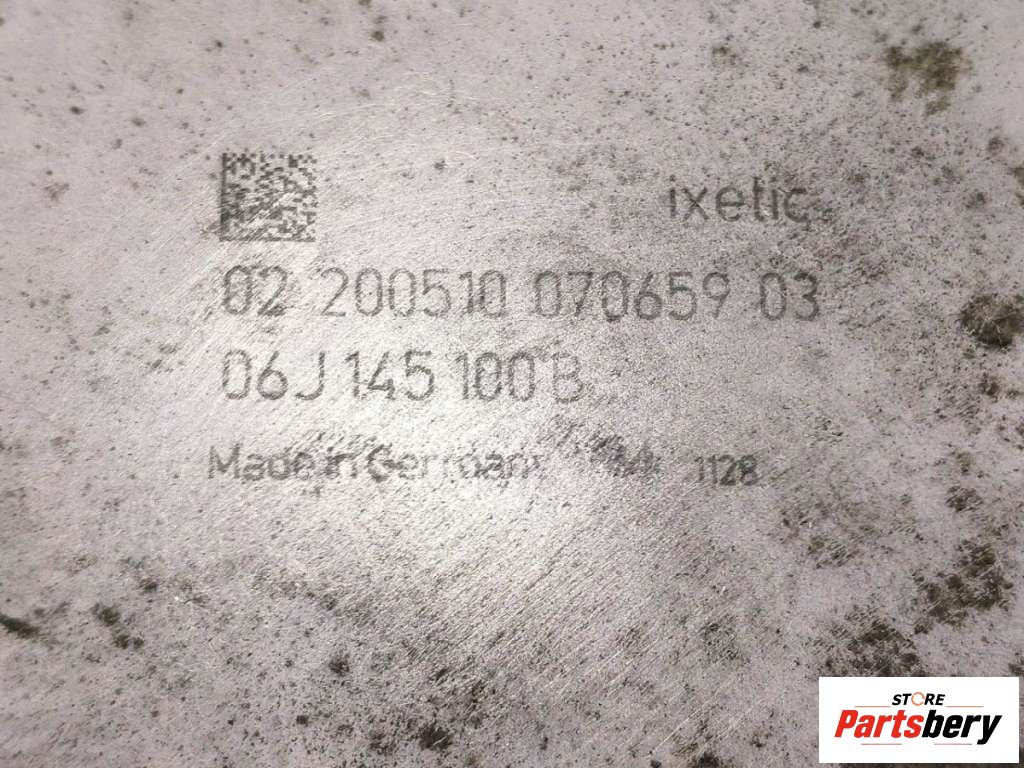 ixetic
02 200510 070659 03
06J 145 100 B
Made in Germany 1128
STORE
Partsbery